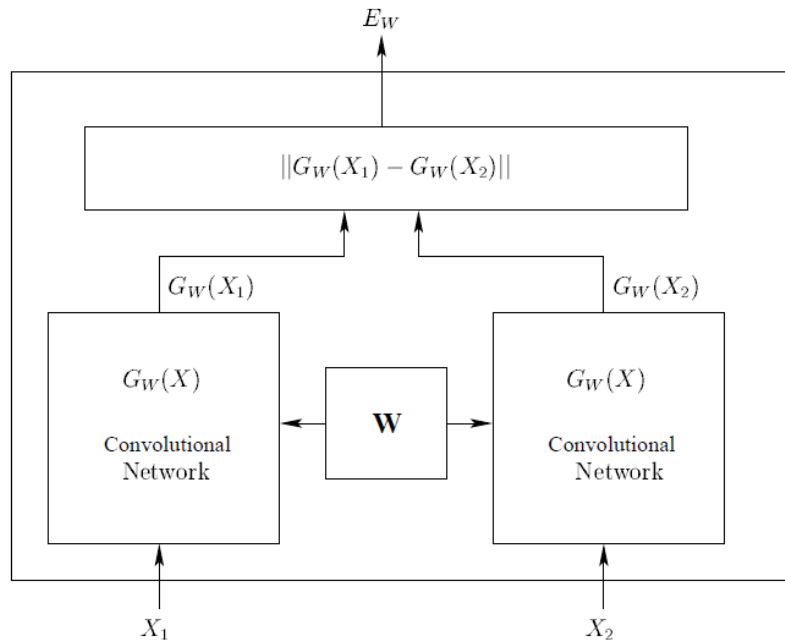 E_W
||G_W(X_1) − G_W(X_2)||
G_W(X_1)
G_W(X_2)
G_W(X)
Convolutional
Network
W
G_W(X)
Convolutional
Network
X_1
X_2